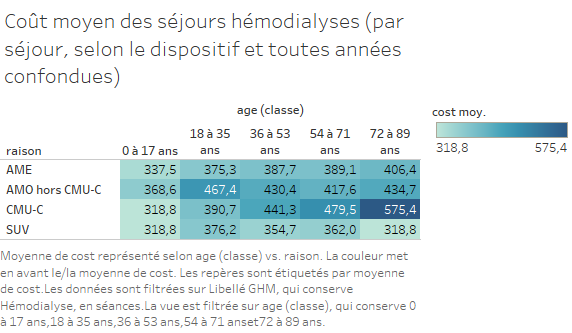 Coût moyen des séjours hémodialyses (par
séjour, selon le dispositif et toutes années
confondues)
age (classe)
cost moy.
18 à 35 36 à 53 54 à 71 72 à 89
raison 0 à 17 ans ans ans ans ans
318,8 575,4
AME 337,5 375,3 387,7 389,1 406,4
AMO hors CMU-C 368,6 467,4 430,4 417,6 434,7
CMU-C 318,8 390,7 441,3 479,5 575,4
SUV 318,8 376,2 354,7 362,0 318,8
Moyenne de cost représenté selon age (classe) vs. raison. La couleur met
en avant le/la moyenne de cost. Les repères sont étiquetés par moyenne
de cost.Les données sont filtrées sur Libellé GHM, qui conserve
Hémodialyse, en séances.La vue est filtrée sur age (classe), qui conserve 0
à 17 ans,18 à 35 ans,36 à 53 ans,54 à 71 anset72 à 89 ans.